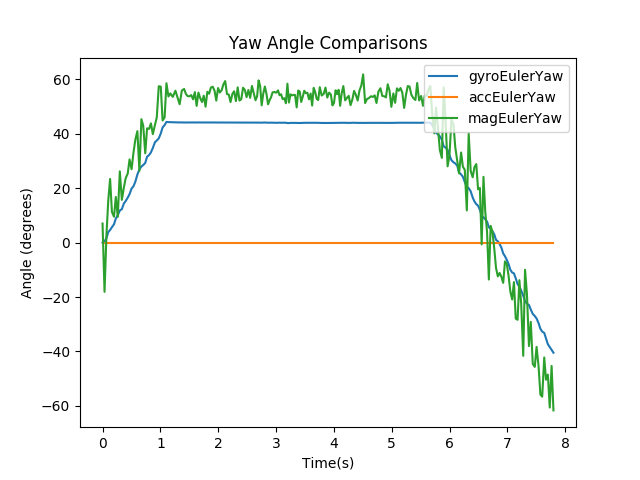 Yaw Angle Comparisons
gyroEulerYaw
accEulerYaw
magEulerYaw
Angle (degrees)
60
40
20
0
−20
−40
−60
0 1 2 3 4 5 6 7 8
Time(s)